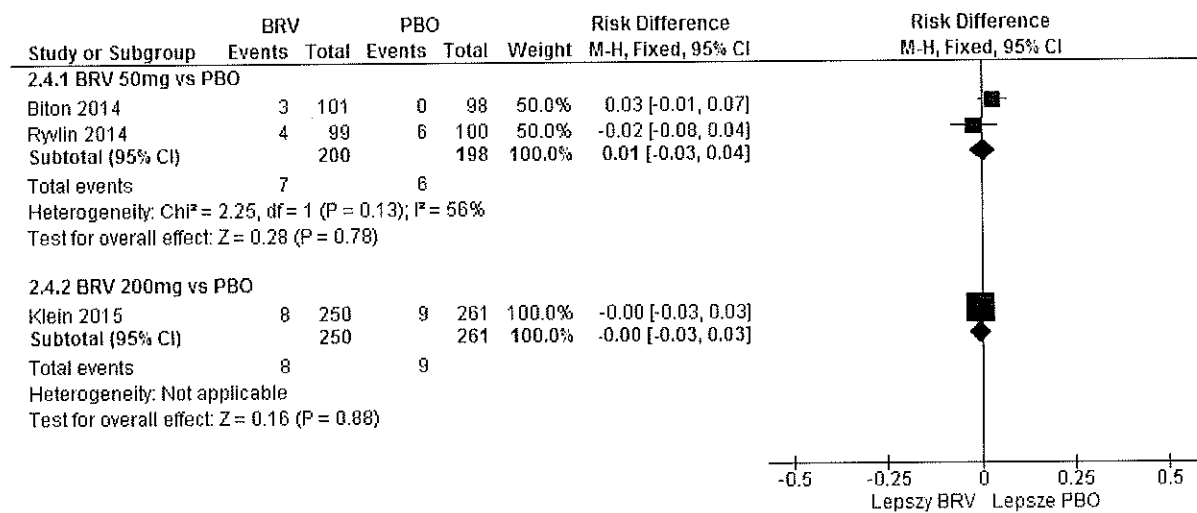 BRV PBO Risk Difference Risk Difference
Study or Subgroup Events Total Events Total Weight M-H, Fixed, 95% CI M-H, Fixed, 95% CI
2.4.1 BRV 50mg vs PBO
Biton 2014 3 101 0 98 50.0% 0.03 [-0.01, 0.07]
Ryvlin 2014 4 99 6 100 50.0% -0.02 [-0.08, 0.04]
Subtotal (95% CI) 200 198 100.0% 0.01 [-0.03, 0.04]
Total events 7 6
Heterogeneity: Chi² = 2.25, df = 1 (P = 0.13); I² = 56%
Test for overall effect: Z = 0.28 (P = 0.78)
2.4.2 BRV 200mg vs PBO
Klein 2015 8 250 9 261 100.0% -0.00 [-0.03, 0.03]
Subtotal (95% CI) 250 261 100.0% -0.00 [-0.03, 0.03]
Total events 8 9
Heterogeneity: Not applicable
Test for overall effect: Z = 0.16 (P = 0.88)
-0.5 -0.25 0 0.25 0.5
Lepszy BRV Lepsze PBO